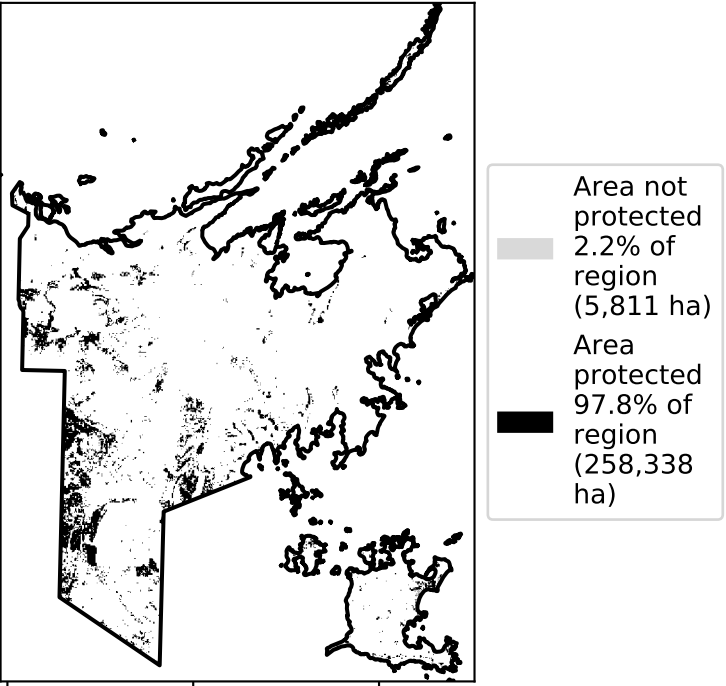 Area not
protected
2.2% of
region
(5,811 ha)
Area
protected
97.8% of
region
(258,338
ha)